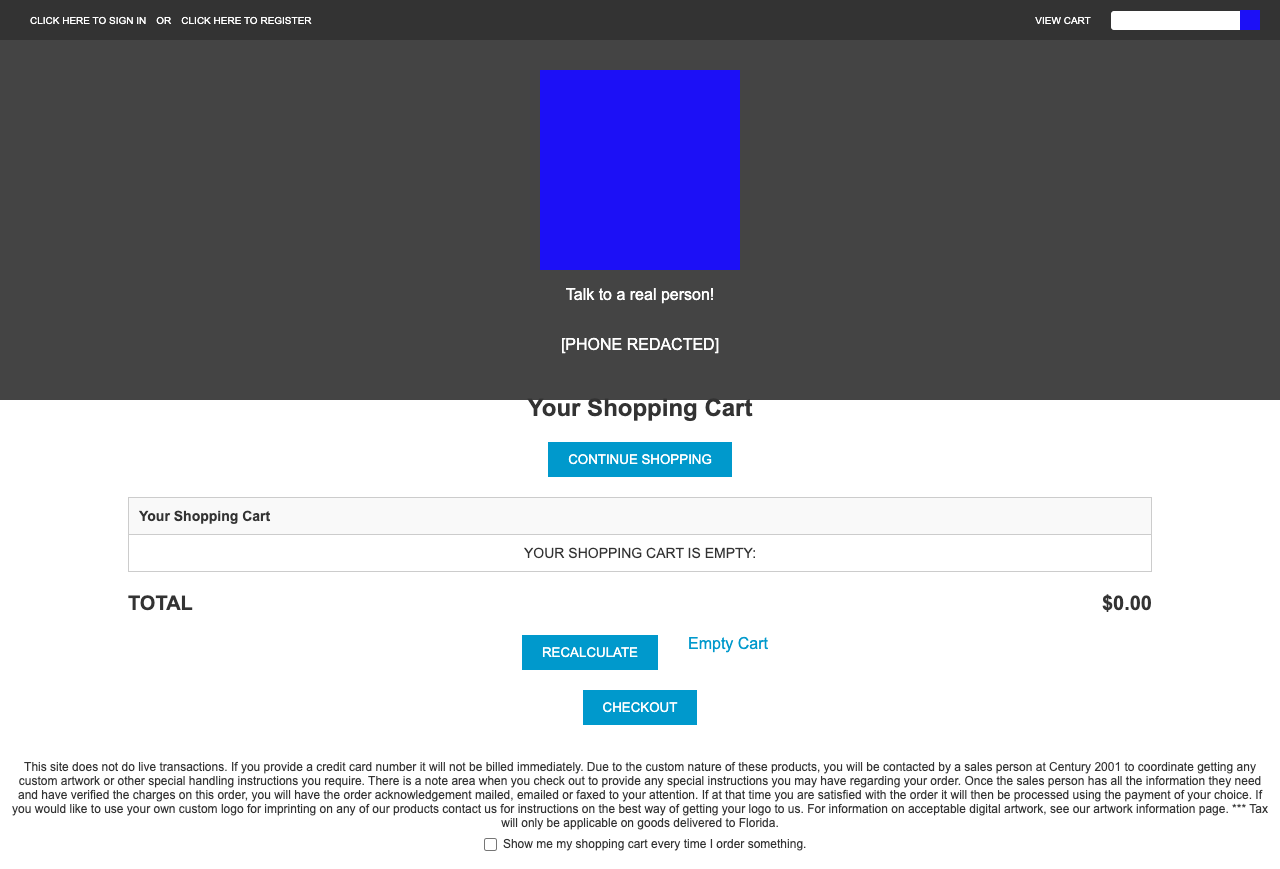 CLICK HERE TO SIGN IN OR CLICK HERE TO REGISTER VIEW CART
Talk to a real person!
[PHONE REDACTED]
Your Shopping Cart
CONTINUE SHOPPING
Your Shopping Cart
YOUR SHOPPING CART IS EMPTY:
TOTAL $0.00
RECALCULATE Empty Cart
CHECKOUT
This site does not do live transactions. If you provide a credit card number it will not be billed immediately. Due to the custom nature of these products, you will be contacted by a sales person at Century 2001 to coordinate getting any
custom artwork or other special handling instructions you require. There is a note area when you check out to provide any special instructions you may have regarding your order. Once the sales person has all the information they need
and have verified the charges on this order, you will have the order acknowledgement mailed, emailed or faxed to your attention. If at that time you are satisfied with the order it will then be processed using the payment of your choice. If
you would like to use your own custom logo for imprinting on any of our products contact us for instructions on the best way of getting your logo to us. For information on acceptable digital artwork, see our artwork information page. *** Tax
will only be applicable on goods delivered to Florida.
Show me my shopping cart every time I order something.